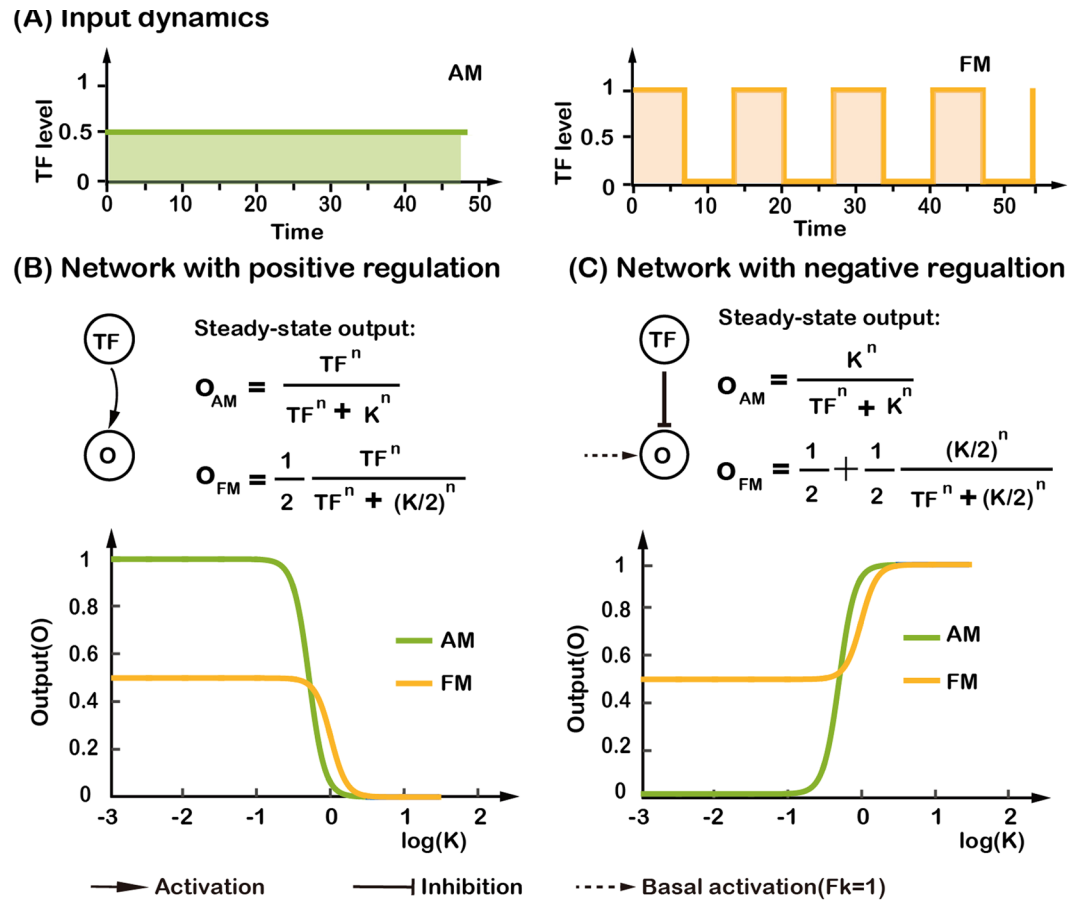 (A) Input dynamics
AM
TF level
1
0.5
0
0 10 20 30 40 50
Time
FM
TF level
1
0.5
0
0 10 20 30 40 50
Time
(B) Network with positive regulation
TF
O
Steady-state output:
O_AM = TF^n / (TF^n + K^n)
O_FM = 1/2 TF^n / (TF^n + (K/2)^n)
Output(O)
1
0.8
0.6
0.4
0.2
0
-3 -2 -1 0 1 2
log(K)
AM
FM
(C) Network with negative regualtion
TF
O
Steady-state output:
O_AM = K^n / (TF^n + K^n)
O_FM = 1/2 + 1/2 (K/2)^n / (TF^n + (K/2)^n)
Output(O)
1
0.8
0.6
0.4
0.2
0
-3 -2 -1 0 1 2
log(K)
AM
FM
Activation
Inhibition
Basal activation(Fk=1)